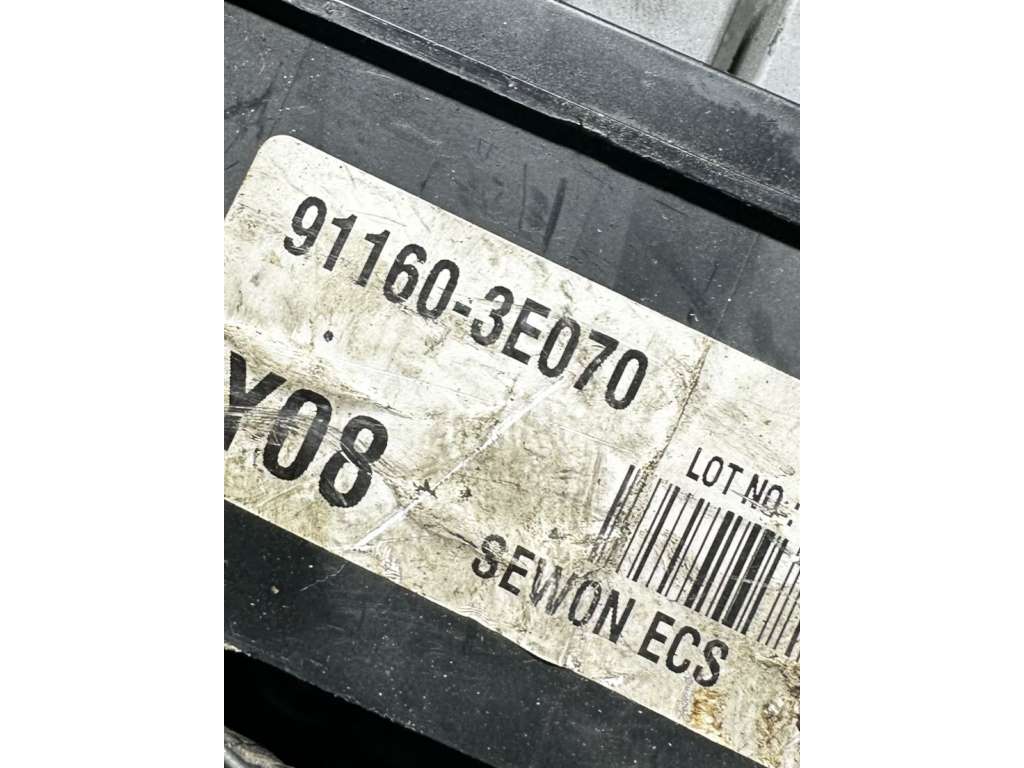 91160-3E070
Y08
LOT NO:
SEWON ECS